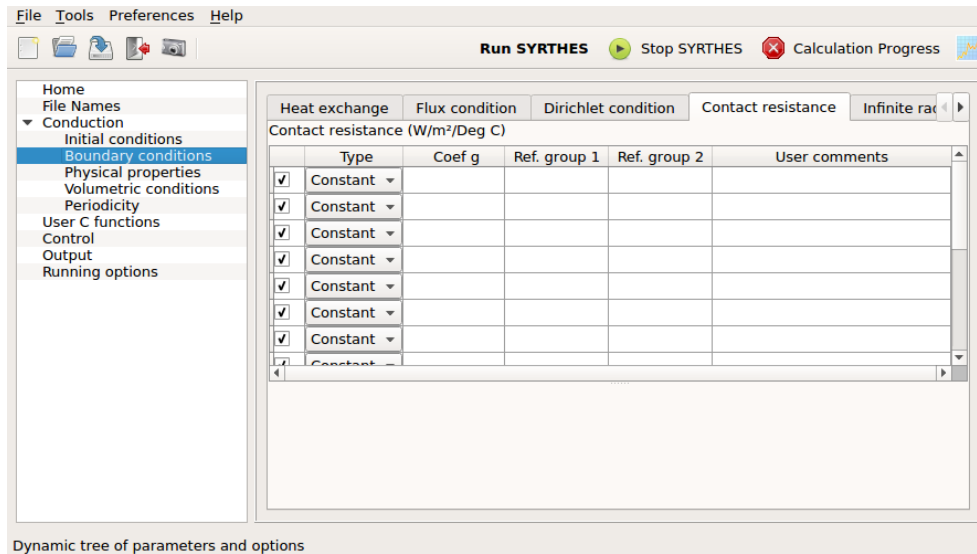 File Tools Preferences Help
Run SYRTHES Stop SYRTHES Calculation Progress
Home
File Names
Conduction
Initial conditions
Boundary conditions
Physical properties
Volumetric conditions
Periodicity
User C functions
Control
Output
Running options
Heat exchange Flux condition Dirichlet condition Contact resistance Infinite
Contact resistance (W/m²/Deg C)
Type Coef g Ref. group 1 Ref. group 2 User comments
Constant
Constant
Constant
Constant
Constant
Constant
Constant
Constant
Dynamic tree of parameters and options